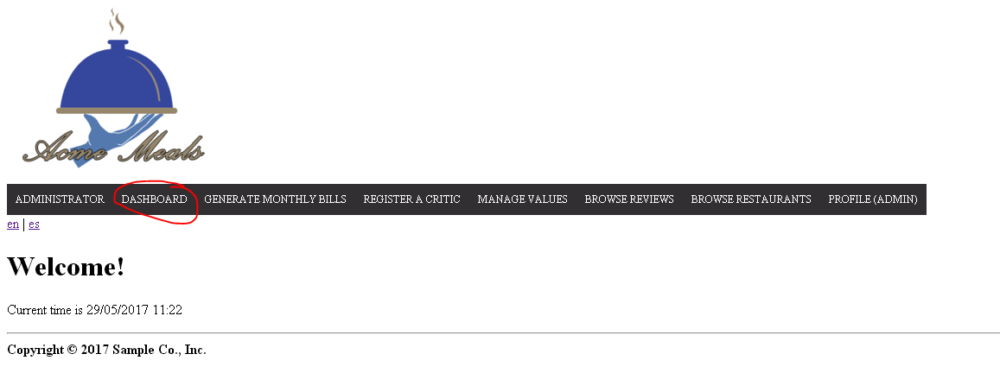 Acme Meals
ADMINISTRATOR DASHBOARD GENERATE MONTHLY BILLS REGISTER A CRITIC MANAGE VALUES BROWSE REVIEWS BROWSE RESTAURANTS PROFILE (ADMIN)
en | es
Welcome!
Current time is 29/05/2017 11:22
Copyright © 2017 Sample Co., Inc.